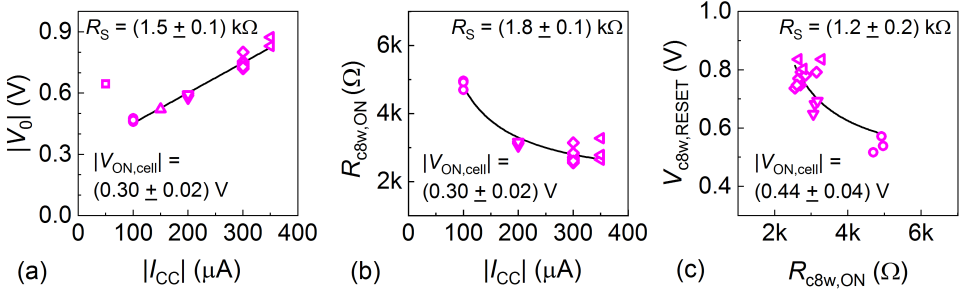 R_S = (1.5 ± 0.1) kΩ
0.9
0.6
0.3
0.0
|V_0| (V)
|V_ON,cell| =
(0.30 ± 0.02) V
0 100 200 300 400
(a)
|I_CC| (μA)
R_S = (1.8 ± 0.1) kΩ
6k
4k
2k
R_c8w,ON (Ω)
|V_ON,cell| =
(0.30 ± 0.02) V
0 100 200 300 400
(b)
|I_CC| (μA)
R_S = (1.2 ± 0.2) kΩ
1.0
0.8
0.6
0.4
V_c8w,RESET (V)
|V_ON,cell| =
(0.44 ± 0.04) V
2k 4k 6k
(c)
R_c8w,ON (Ω)